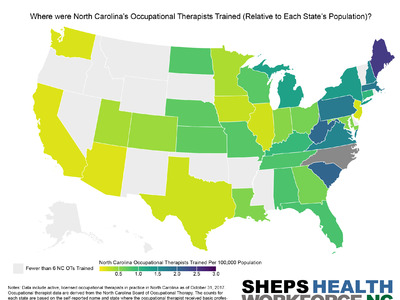 Where were North Carolina's Occupational Therapists Trained (Relative to Each State's Population)?
Fewer than 6 NC OTs Trained
North Carolina Occupational Therapists Trained Per 100,000 Population
0.0 0.5 1.0 1.5 2.0 2.5 3.0
Notes: Data include active, licensed occupational therapists in practice in North Carolina as of October 31, 2017.
Occupational therapist data are derived from the North Carolina Board of Occupational Therapy. The counts for
each state are based on the self-reported name and state where the occupational therapist received basic profes
SHEPS HEALTH
WORKFORCE NC